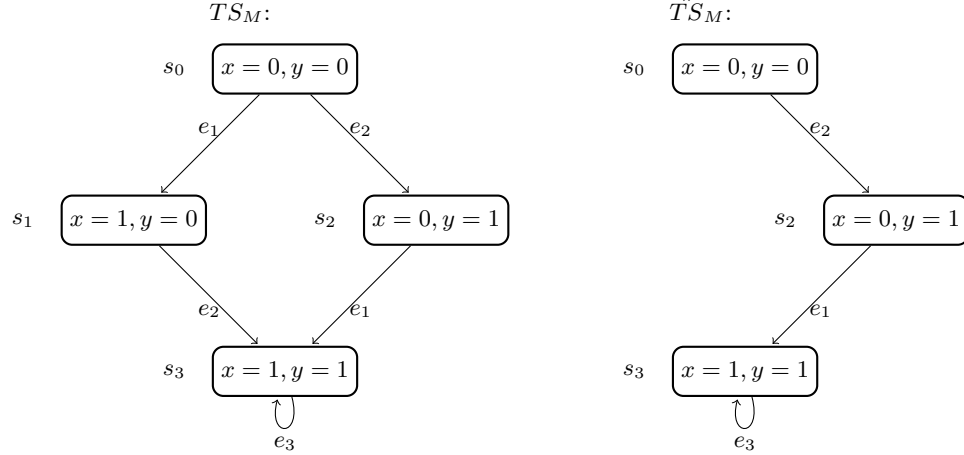 TS_M: T̈S_M:
s_0 x = 0, y = 0 s_0 x = 0, y = 0
e_1 e_2 e_2
s_1 x = 1, y = 0 s_2 x = 0, y = 1 s_2 x = 0, y = 1
e_2 e_1 e_1
s_3 x = 1, y = 1 s_3 x = 1, y = 1
e_3 e_3